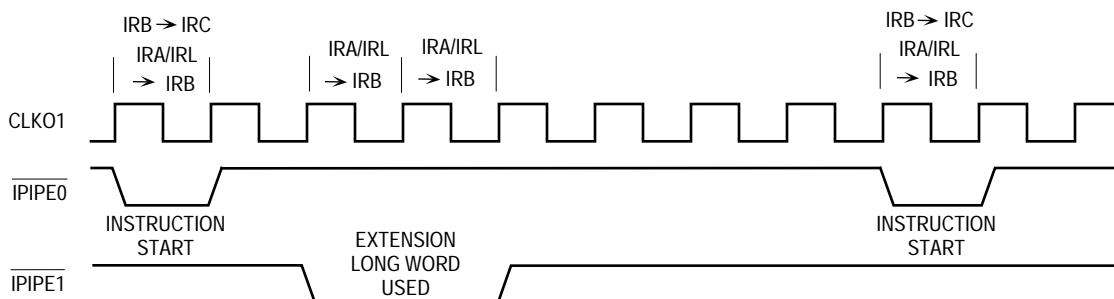 IRB → IRC
IRA/IRL
→ IRB
IRA/IRL
→ IRB
IRA/IRL
→ IRB
IRB → IRC
IRA/IRL
→ IRB
CLKO1
IPIPE0
INSTRUCTION
START
INSTRUCTION
START
IPIPE1
EXTENSION
LONG WORD
USED